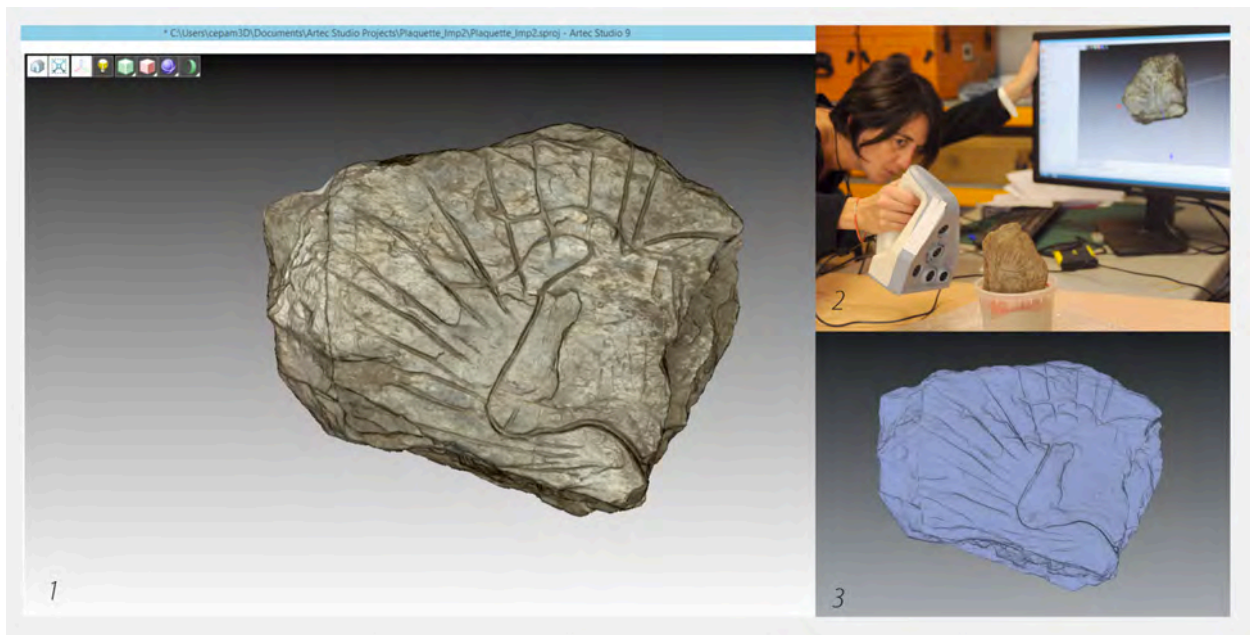 * C:\Users\cepam3D\Documents\Artec Studio Projects\Plaquette_Imp2\Plaquette_Imp2.sproj - Artec Studio 9
1
2
3